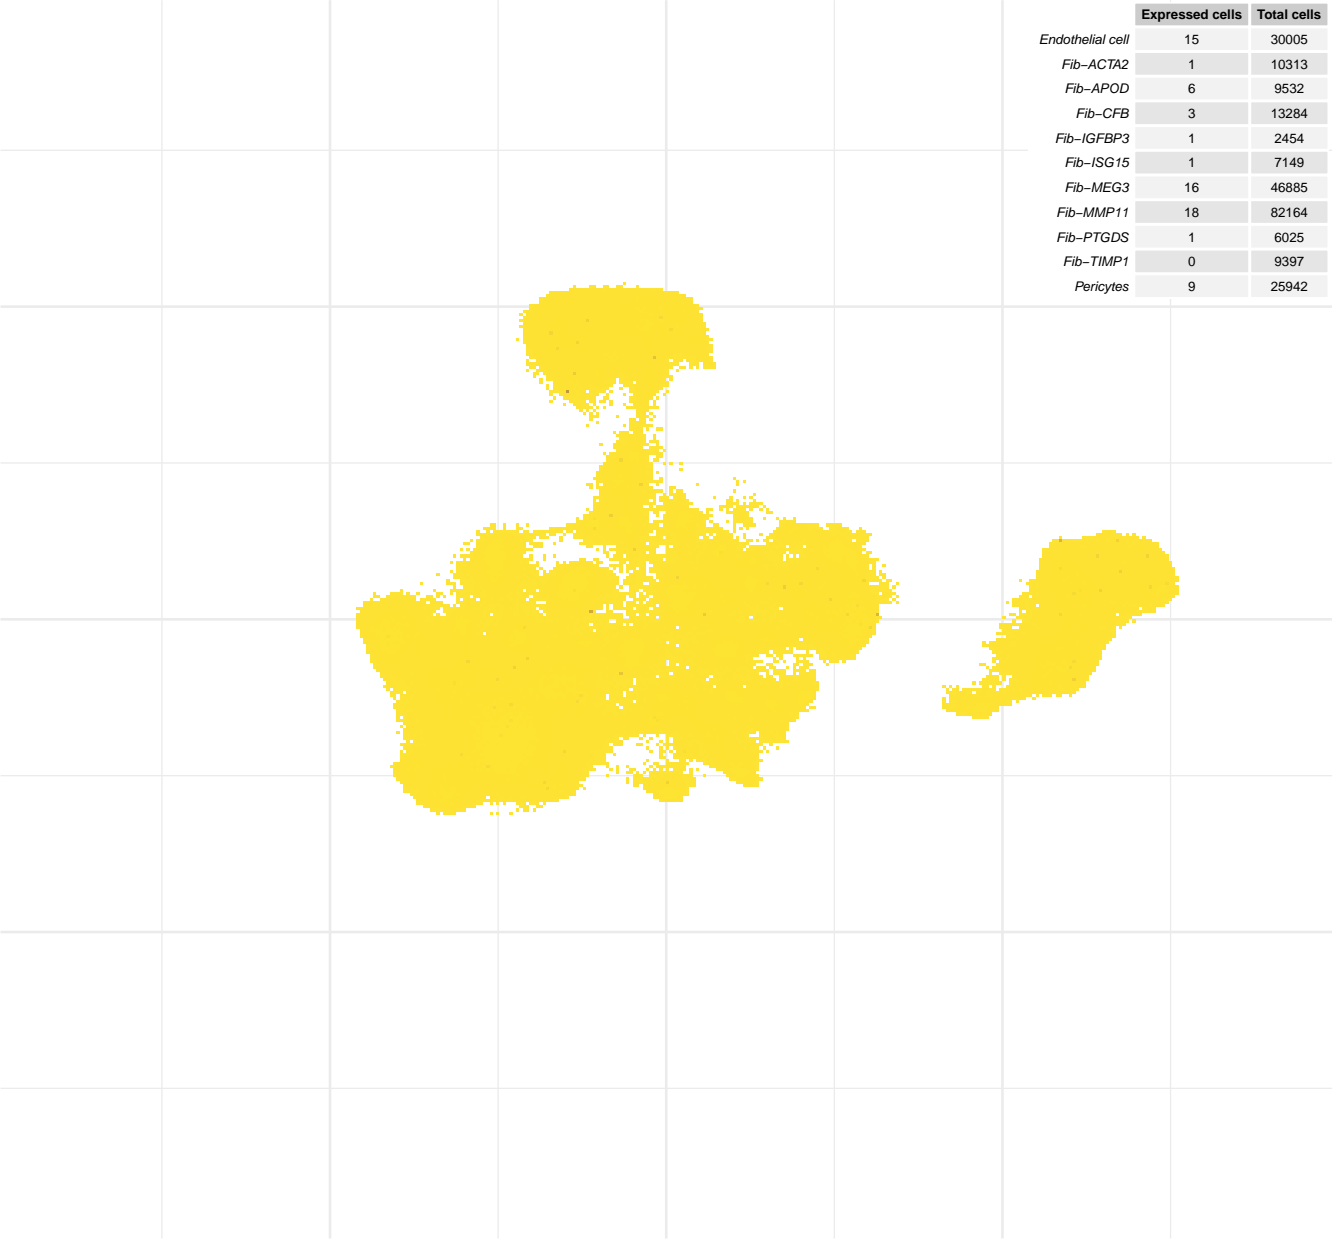 Expressed cells Total cells
Endothelial cell 15 30005
Fib−ACTA2 1 10313
Fib−APOD 6 9532
Fib−CFB 3 13284
Fib−IGFBP3 1 2454
Fib−ISG15 1 7149
Fib−MEG3 16 46885
Fib−MMP11 18 82164
Fib−PTGDS 1 6025
Fib−TIMP1 0 9397
Pericytes 9 25942